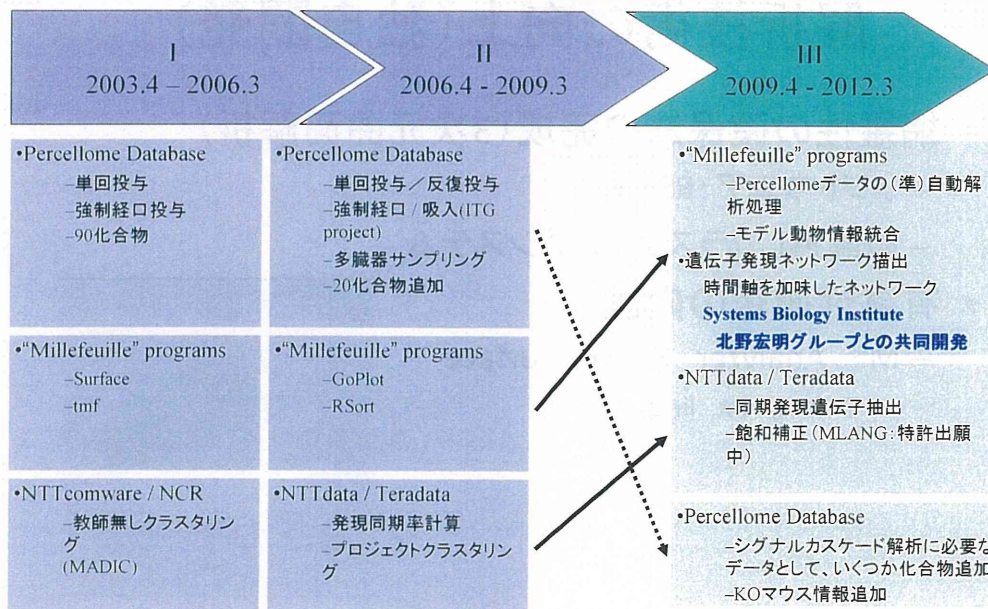 I
2003.4 – 2006.3
II
2006.4 - 2009.3
III
2009.4 - 2012.3
•Percellome Database
–単回投与
–強制経口投与
–90化合物
•"Millefeuille" programs
–Surface
–tmf
•NTTcomware / NCR
–教師無しクラスタリン
グ
(MADIC)
•Percellome Database
–単回投与／反復投与
–強制経口 / 吸入(ITG
project)
–多臓器サンプリング
–20化合物追加
•"Millefeuille" programs
–GoPlot
–RSort
•NTTdata / Teradata
–発現同期率計算
–プロジェクトクラスタリン
グ
•"Millefeuille" programs
–Percellomeデータの（準）自動解
析処理
–モデル動物情報統合
•遺伝子発現ネットワーク描出
時間軸を加味したネットワーク
Systems Biology Institute
北野宏明グループとの共同開発
•NTTdata / Teradata
–同期発現遺伝子抽出
–飽和補正（MLANG：特許出願
中）
•Percellome Database
–シグナルカスケード解析に必要な
データとして、いくつか化合物追加
–KOマウス情報追加